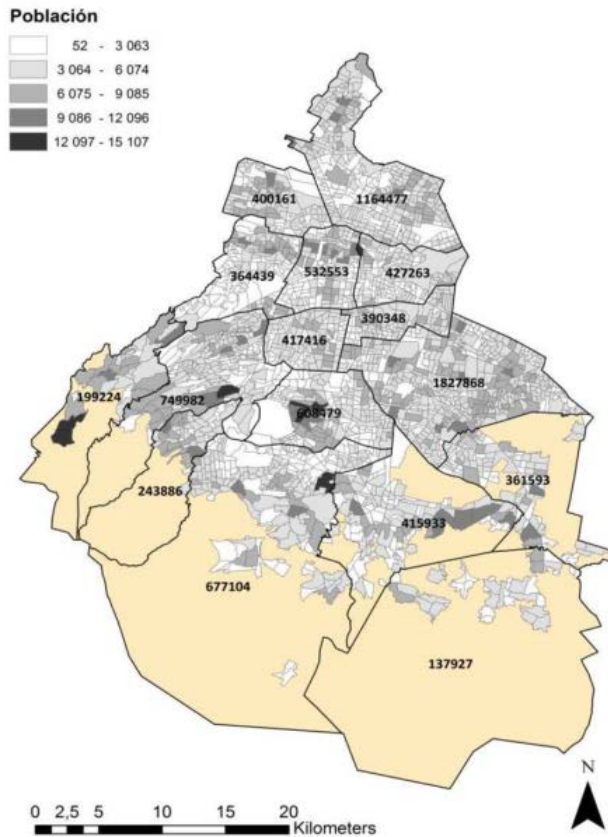 Población
52 - 3 063
3 064 - 6 074
6 075 - 9 085
9 086 - 12 096
12 097 - 15 107
400161
1164477
364439
532553
427263
390348
417416
1827868
199224
749982
608479
361593
243886
415933
677104
137927
N
0 2,5 5 10 15 20
Kilometers